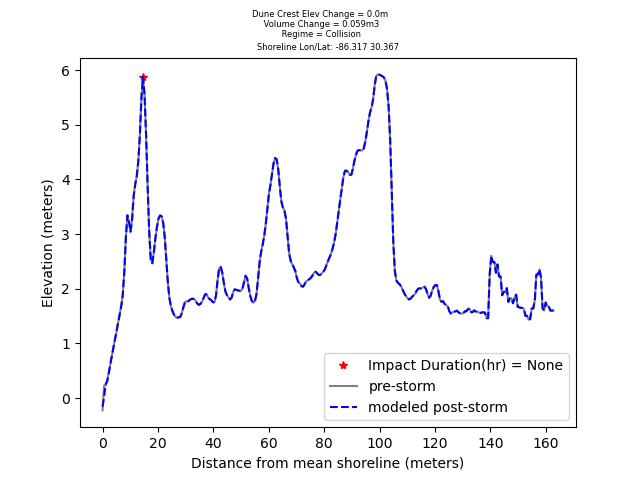 Dune Crest Elev Change = 0.0m
Volume Change = 0.059m3
Regime = Collision
Shoreline Lon/Lat: -86.317 30.367
6
5
4
3
2
1
0
Elevation (meters)
Impact Duration(hr) = None
pre-storm
modeled post-storm
0 20 40 60 80 100 120 140 160
Distance from mean shoreline (meters)